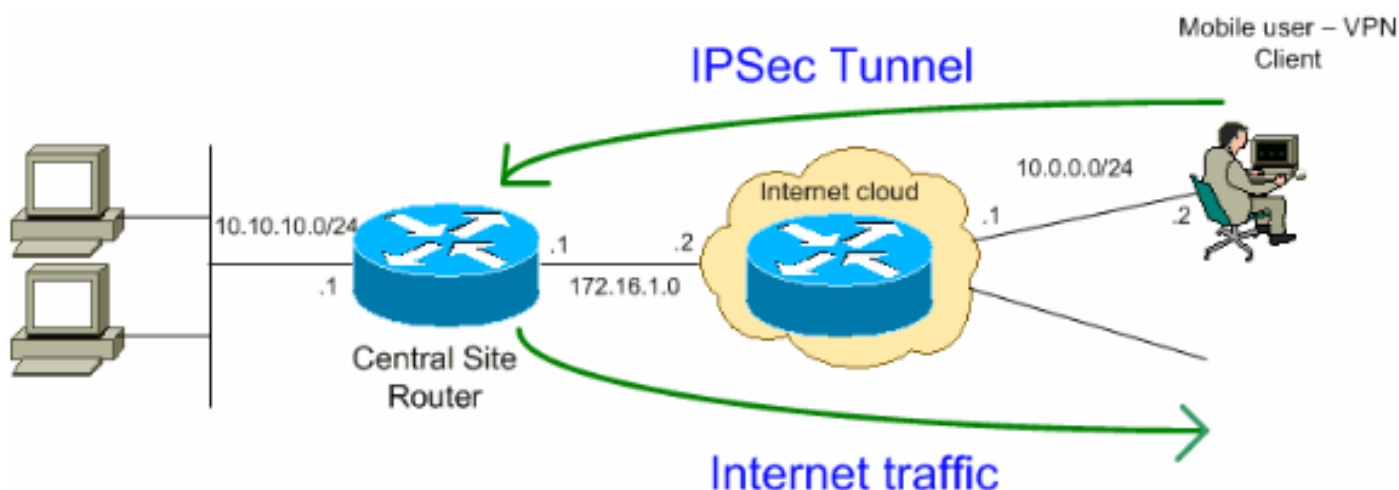 Mobile user – VPN
Client
IPSec Tunnel
10.0.0.0/24
Internet cloud
.1
.2
10.10.10.0/24
.1
.2
172.16.1.0
.1
Central Site
Router
Internet traffic